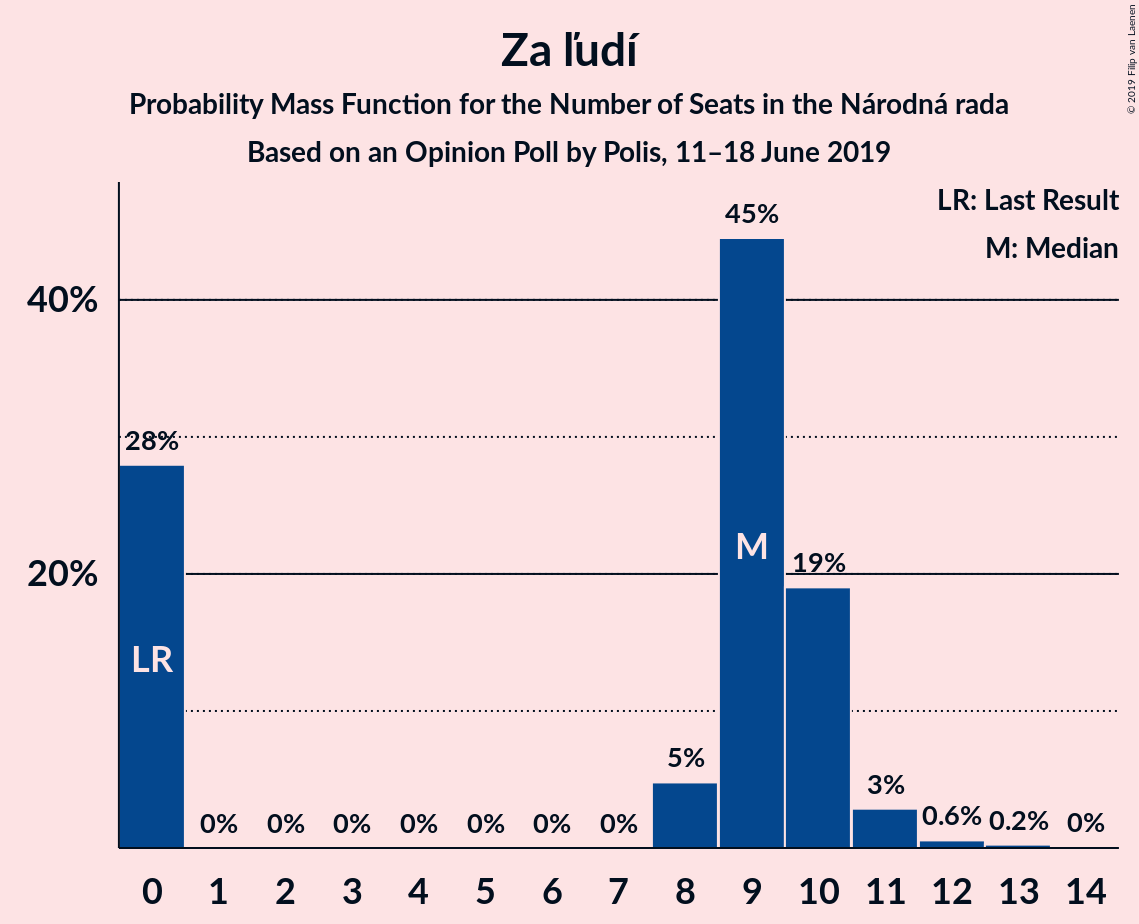 Za ľudí
Probability Mass Function for the Number of Seats in the Národná rada
Based on an Opinion Poll by Polis, 11–18 June 2019
© 2019 Filip van Laenen
LR: Last Result
M: Median
45%
40%
28%
M
19%
20%
LR
5%
3%
0% 0% 0% 0% 0% 0% 0% 0.6% 0.2% 0%
0 1 2 3 4 5 6 7 8 9 10 11 12 13 14